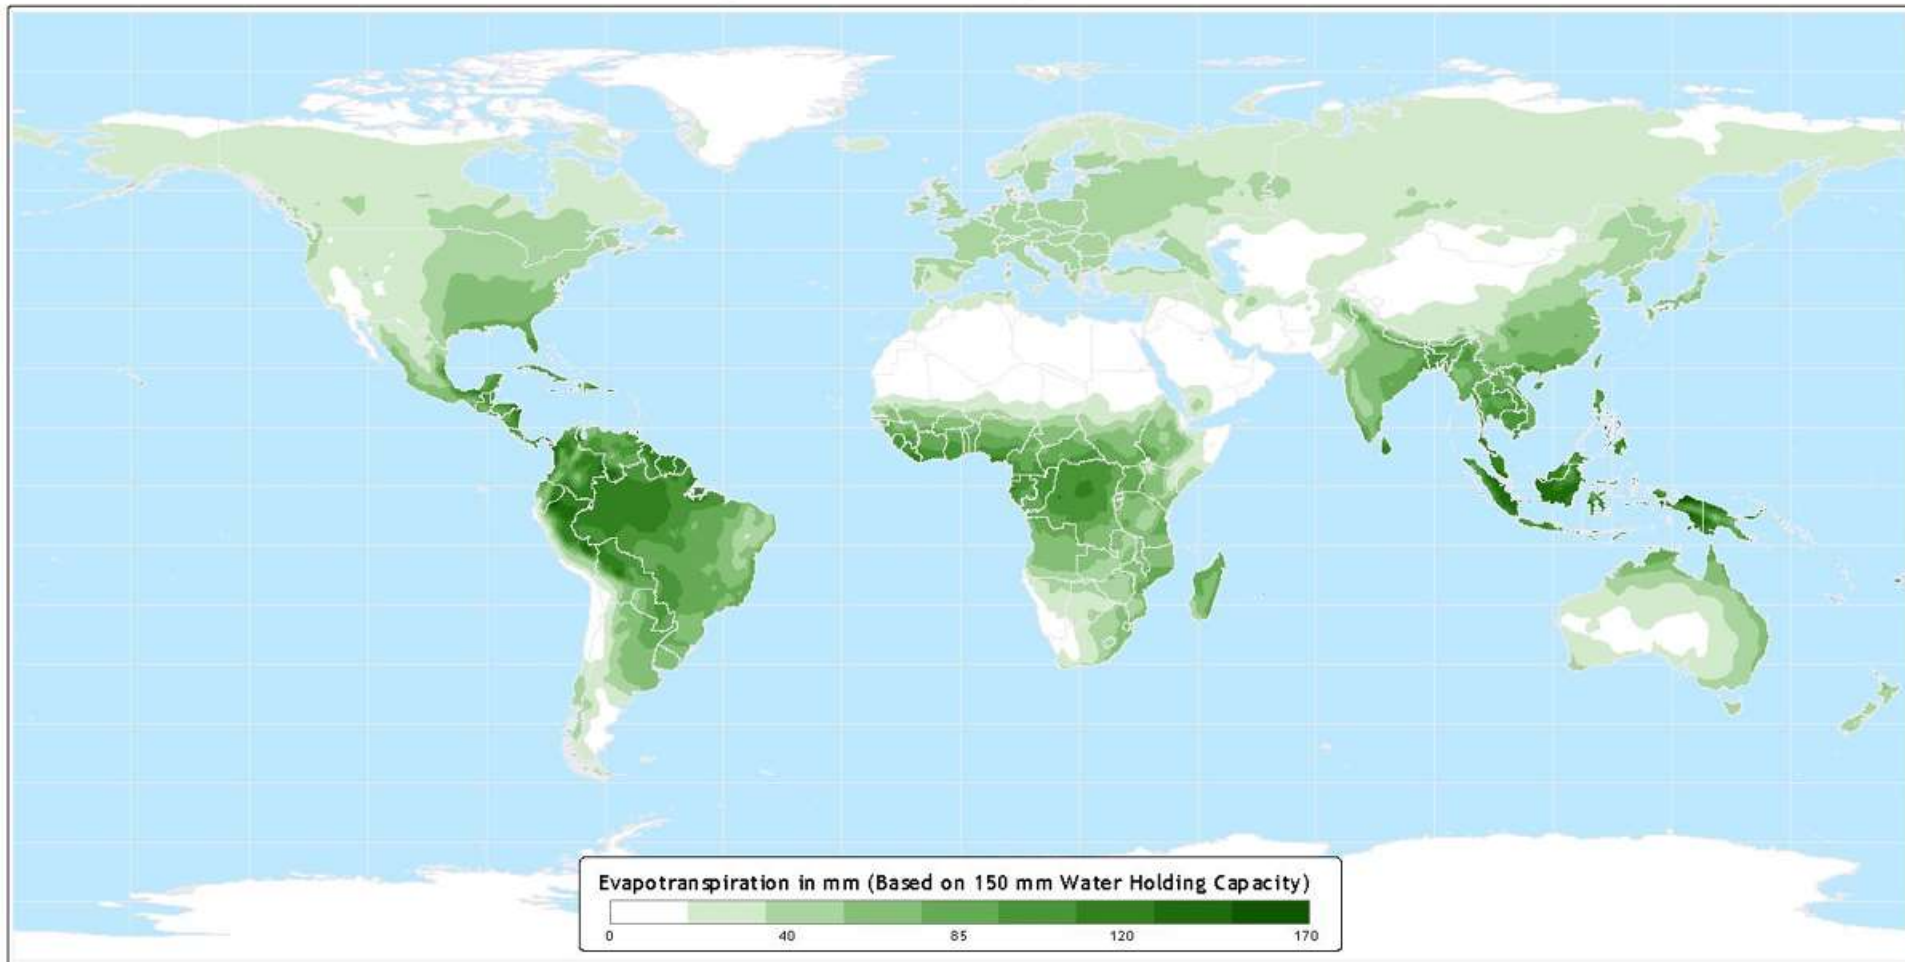 Evapotranspiration in mm (Based on 150 mm Water Holding Capacity)
0 40 85 120 170